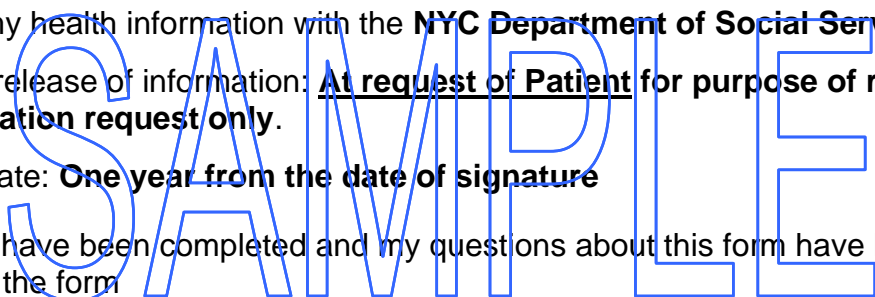 ny health information with the NYC Department of Social Serv
release of information: At request of Patient for purpose of r
ation request only.
ate: One year from the date of signature
have been completed and my questions about this form have
the form
SAMPLE